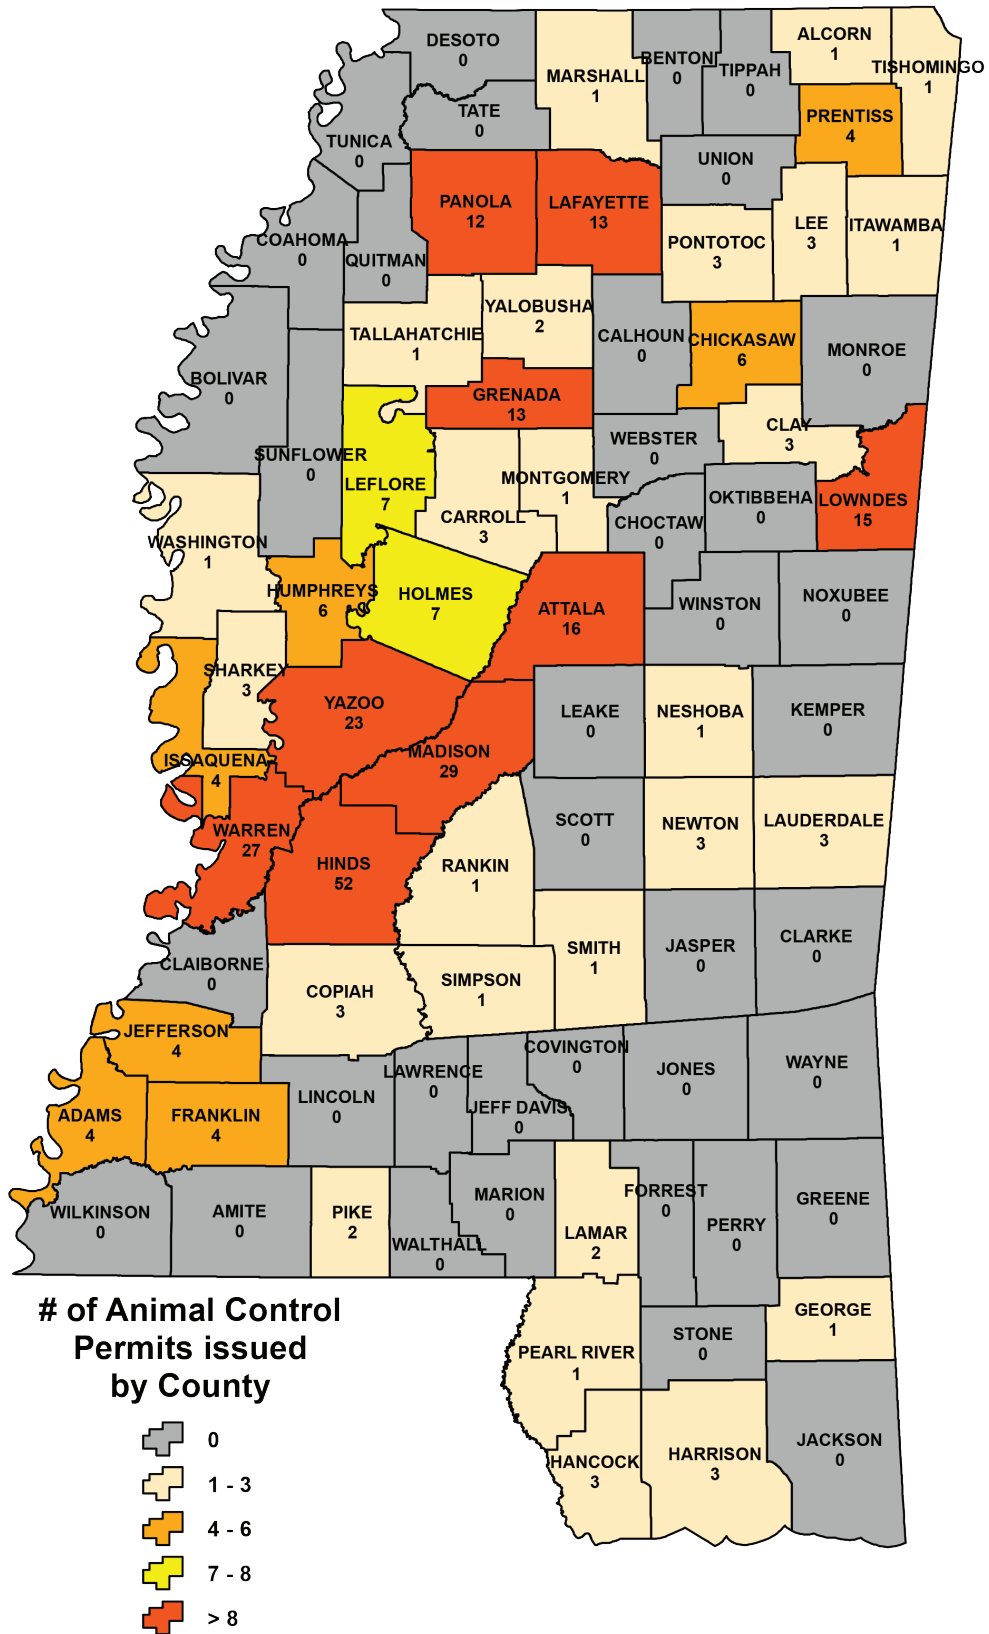 DESOTO
0
MARSHALL
1
BENTON
0
TIPPAH
0
ALCORN
1
TISHOMINGO
1
TUNICA
0
TATE
0
PRENTISS
4
UNION
0
PANOLA
12
LAFAYETTE
13
COAHOMA
0
QUITMAN
0
PONTOTOC
3
LEE
3
ITAWAMBA
1
TALLAHATCHIE
1
YALOBUSHA
2
CALHOUN
0
CHICKASAW
6
MONROE
0
BOLIVAR
0
SUNFLOWER
0
GRENADA
13
CLAY
3
WEBSTER
0
LEFLORE
7
CARROLL
3
MONTGOMERY
1
OKTIBBEHA
0
LOWNDES
15
CHOCTAW
0
WASHINGTON
1
HUMPHREYS
6
HOLMES
7
ATTALA
16
WINSTON
0
NOXUBEE
0
SHARKEY
3
YAZOO
23
LEAKE
0
NESHOBA
1
KEMPER
0
ISSAQUENA
4
MADISON
29
WARREN
27
HINDS
52
RANKIN
1
SCOTT
0
NEWTON
3
LAUDERDALE
3
CLAIBORNE
0
COPIAH
3
SIMPSON
1
SMITH
1
JASPER
0
CLARKE
0
JEFFERSON
4
LINCOLN
0
LAWRENCE
0
JEFF DAVIS
0
COVINGTON
0
JONES
0
WAYNE
0
ADAMS
4
FRANKLIN
4
WILKINSON
0
AMITE
0
PIKE
2
WALTHALL
0
MARION
0
LAMAR
2
FORREST
0
PERRY
0
GREENE
0
PEARL RIVER
1
STONE
0
GEORGE
1
HANCOCK
3
HARRISON
3
JACKSON
0
# of Animal Control
Permits issued
by County
0
1 - 3
4 - 6
7 - 8
> 8